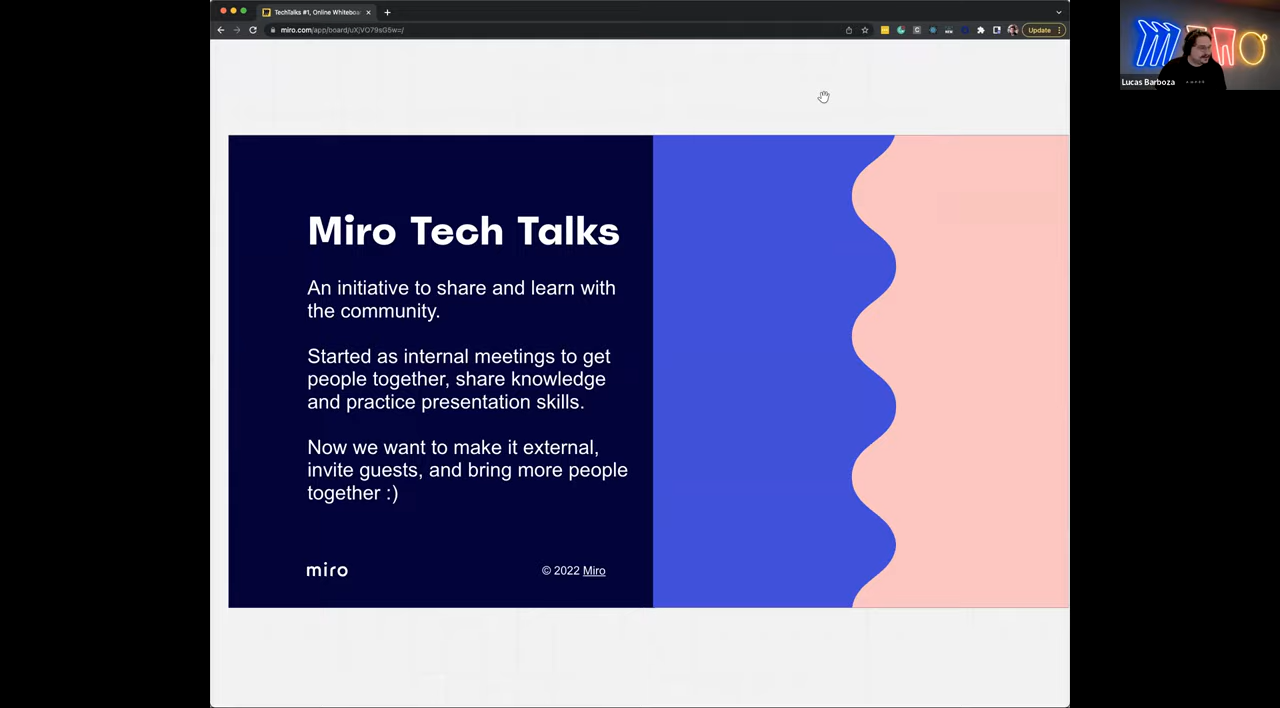 TechTalks #1, Online Whiteboa
miro.com/app/board/uXjVO79sG5w=/
Update
miro
Lucas Barboza
Miro Tech Talks
An initiative to share and learn with
the community.
Started as internal meetings to get
people together, share knowledge
and practice presentation skills.
Now we want to make it external,
invite guests, and bring more people
together :)
miro
© 2022 Miro